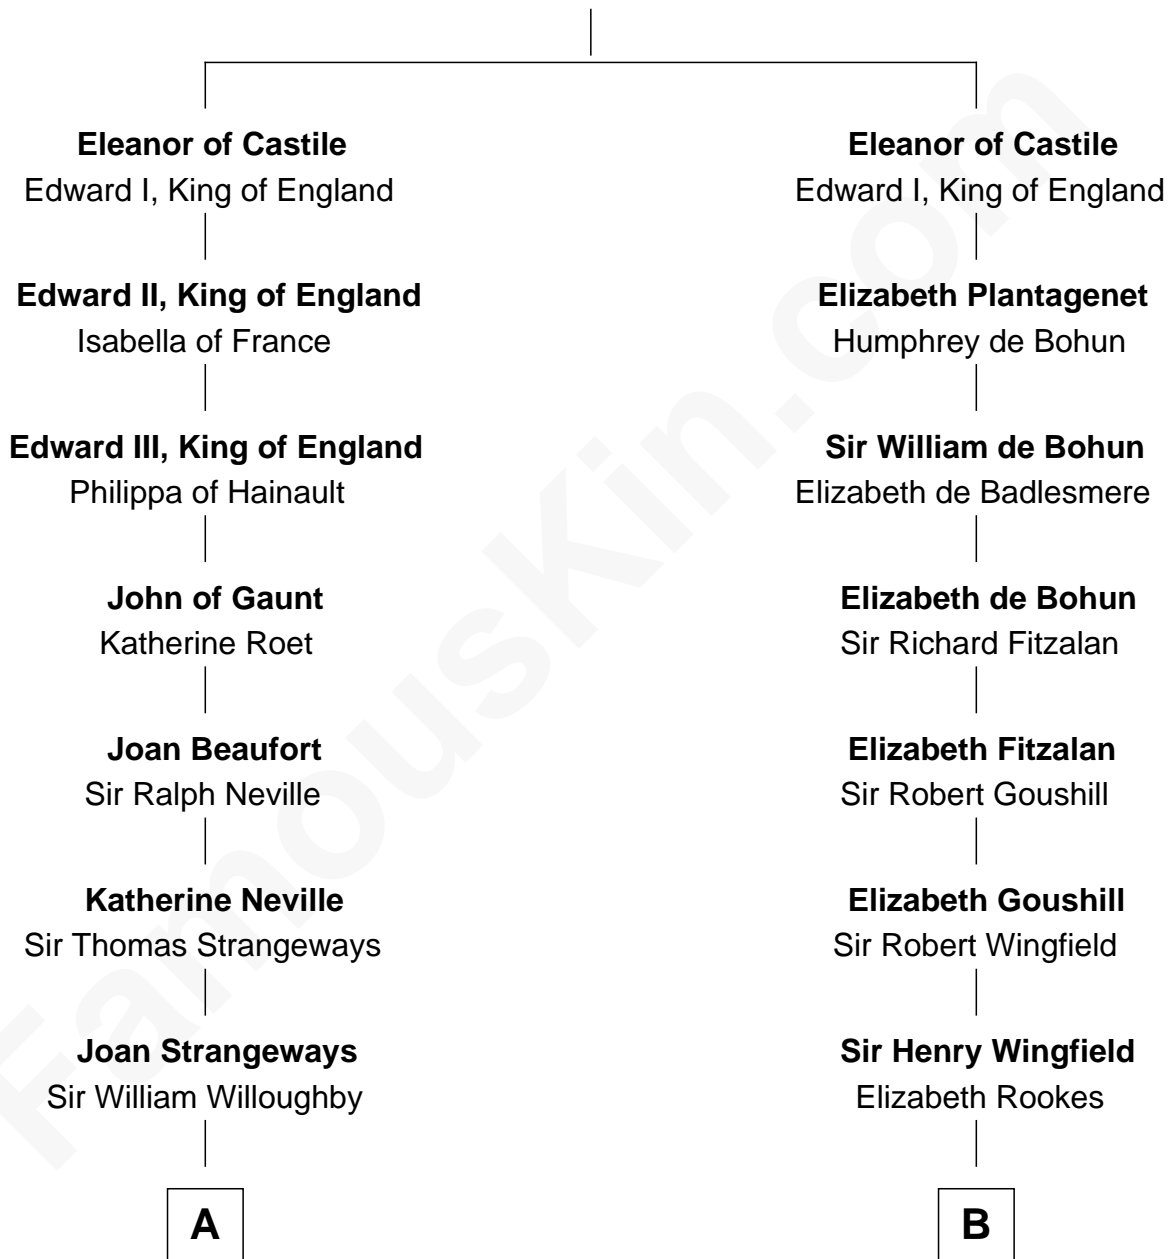 Eleanor of Castile
Edward I, King of England
Edward II, King of England
Isabella of France
Edward III, King of England
Philippa of Hainault
John of Gaunt
Katherine Roet
Joan Beaufort
Sir Ralph Neville
Katherine Neville
Sir Thomas Strangeways
Joan Strangeways
Sir William Willoughby
A
Eleanor of Castile
Edward I, King of England
Elizabeth Plantagenet
Humphrey de Bohun
Sir William de Bohun
Elizabeth de Badlesmere
Elizabeth de Bohun
Sir Richard Fitzalan
Elizabeth Fitzalan
Sir Robert Goushill
Elizabeth Goushill
Sir Robert Wingfield
Sir Henry Wingfield
Elizabeth Rookes
B
FamousKin.com